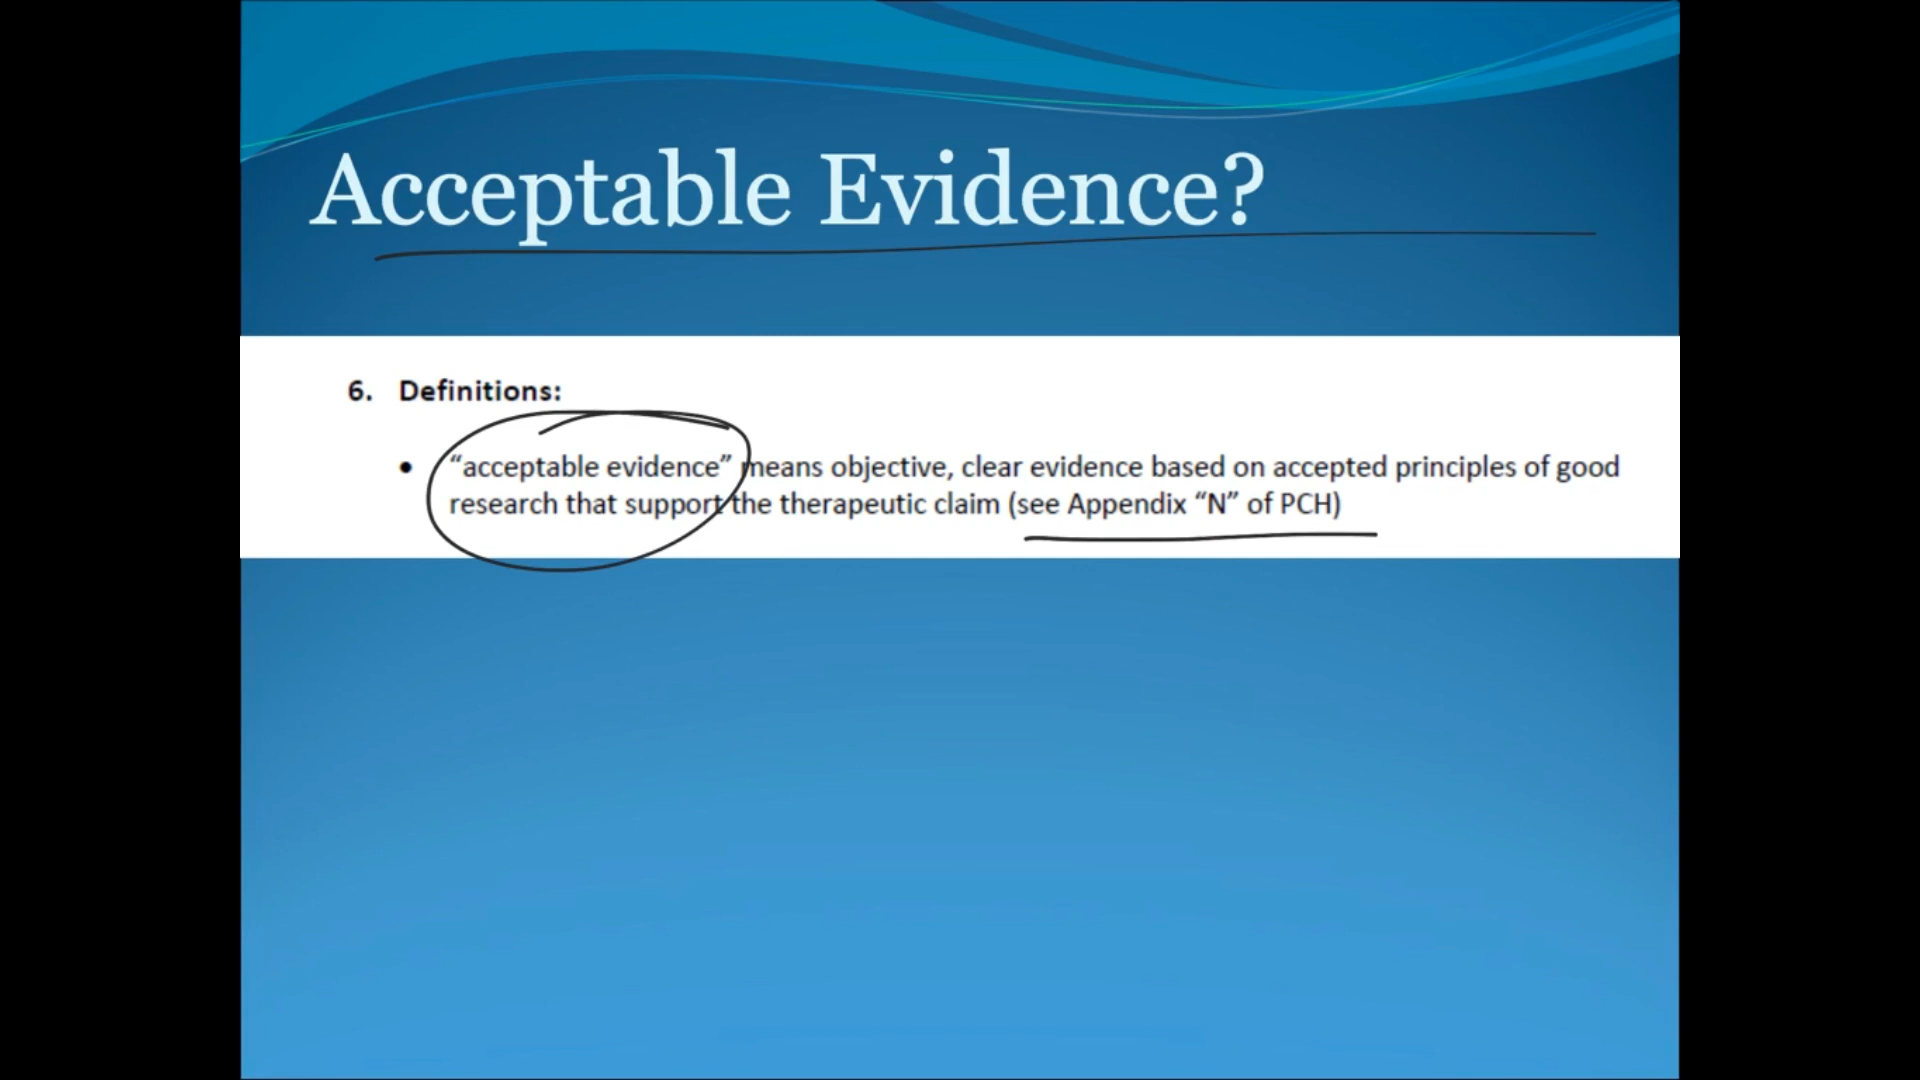 Acceptable Evidence?
6. Definitions:
• “acceptable evidence” means objective, clear evidence based on accepted principles of good
research that support the therapeutic claim (see Appendix “N” of PCH)